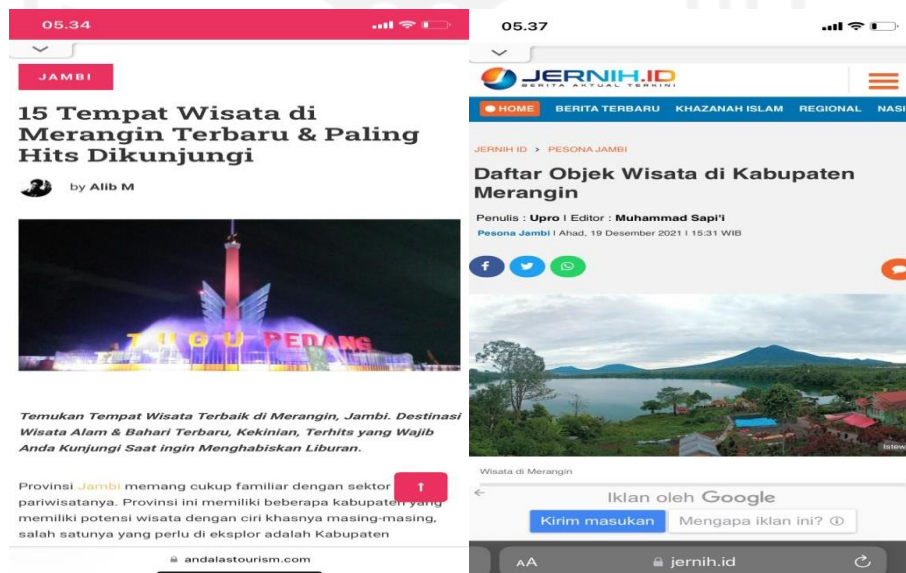 05.34
JAMBI
15 Tempat Wisata di
Merangin Terbaru & Paling
Hits Dikunjungi
by Alib M
TUGU PEDANG
Temukan Tempat Wisata Terbaik di Merangin, Jambi. Destinasi
Wisata Alam & Bahari Terbaru, Kekinian, Terhits yang Wajib
Anda Kunjungi Saat ingin Menghabiskan Liburan.
Provinsi Jambi memang cukup familiar dengan sektor
pariwisatanya. Provinsi ini memiliki beberapa kabupaten yang
memiliki potensi wisata dengan ciri khasnya masing-masing,
salah satunya yang perlu di eksplor adalah Kabupaten
andalastourism.com
05.37
JERNIH.ID
BERITA AKTUAL TERKINI
HOME BERITA TERBARU KHAZANAH ISLAM REGIONAL NASI
JERNIH ID > PESONA JAMBI
Daftar Objek Wisata di Kabupaten
Merangin
Penulis : Upro I Editor : Muhammad Sapi'i
Pesona Jambi I Ahad, 19 Desember 2021 I 15:31 WIB
Istew
Wisata di Merangin
Iklan oleh Google
Kirim masukan Mengapa iklan ini?
AA jernih.id